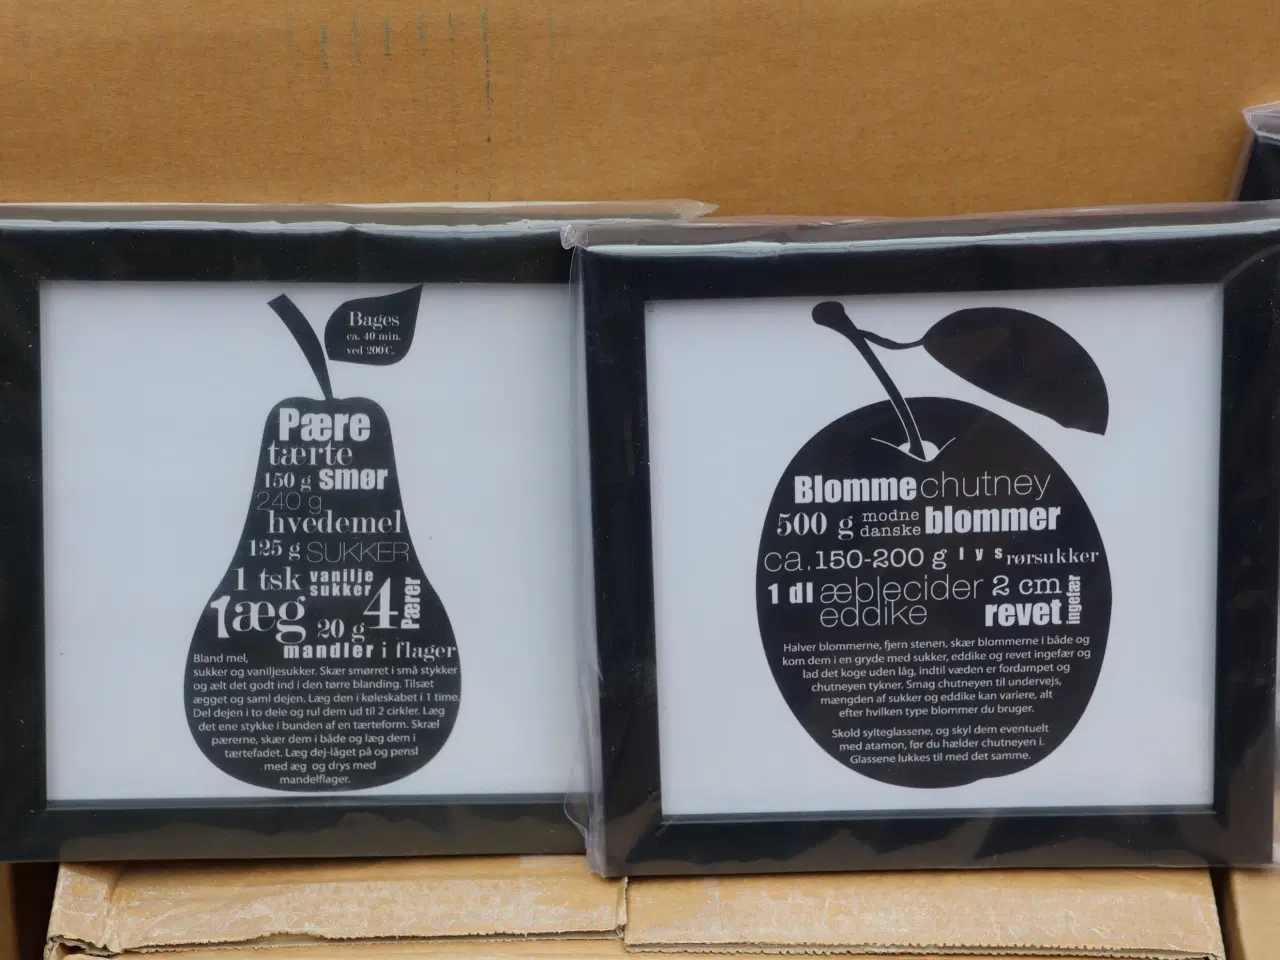 Bages
ca. 40 min.
ved 200°C.
Pære
tærte
150 g smør
240 g
hvedemel
125 g SUKKER
1 tsk vanilje
sukker
1æg 20 g 4 Pærer
mandler i flager
Bland mel,
sukker og vaniljesukker. Skær smørret i små stykker
og ælt det godt ind i den tørre blanding. Tilsæt
ægget og saml dejen. Læg den i køleskabet i 1 time.
Del dejen i to dele og rul dem ud til 2 cirkler. Læg
det ene stykke i bunden af en tærteform. Skræl
pærerne, skær dem i både og læg dem i
tærtefadet. Læg dej-låget på og pensl
med æg og drys med
mandelflager.
Blomme chutney
500 g modne
danske blommer
ca. 150-200 g lys rørsukker
1 dl æblecider
eddike
2 cm
revet ingefær
Halver blommerne, fjern stenen, skær blommerne i både og
kom dem i en gryde med sukker, eddike og revet ingefær og
lad det koge uden låg, indtil væden er fordampet og
chutneyen tykner. Smag chutneyen til undervejs,
mængden af sukker og eddike kan variere, alt
efter hvilken type blommer du bruger.
Skold sylteglassene, og skyl dem eventuelt
med atamon, før du hælder chutneyen i.
Glassene lukkes til med det samme.